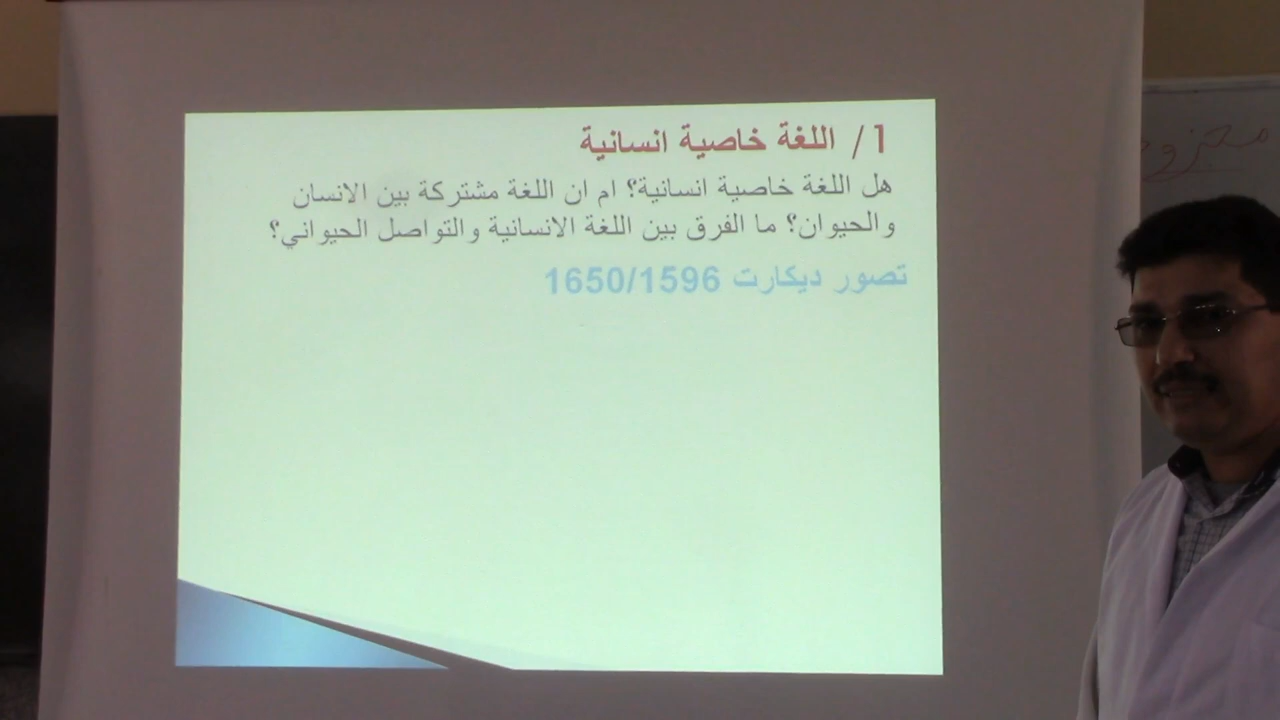 1/ اللغة خاصية انسانية
هل اللغة خاصية انسانية؟ ام ان اللغة مشتركة بين الانسان
والحيوان؟ ما الفرق بين اللغة الانسانية والتواصل الحيواني؟
تصور ديكارت 1650/1596